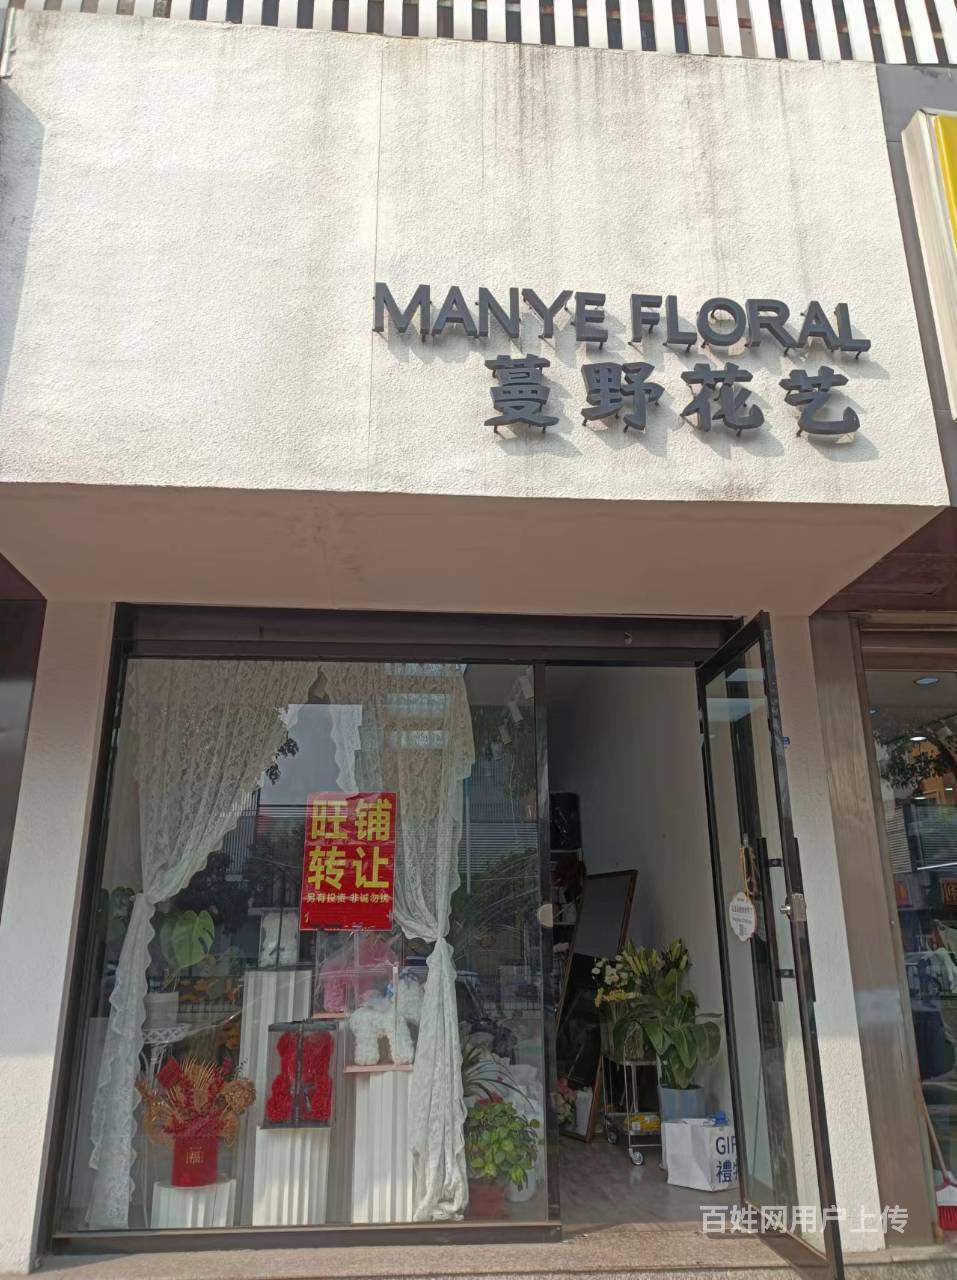 MANYE FLORAL
蔓野花艺
旺铺
转让
另有投资 非诚勿扰
福
GIF
禮
百姓网用户上传